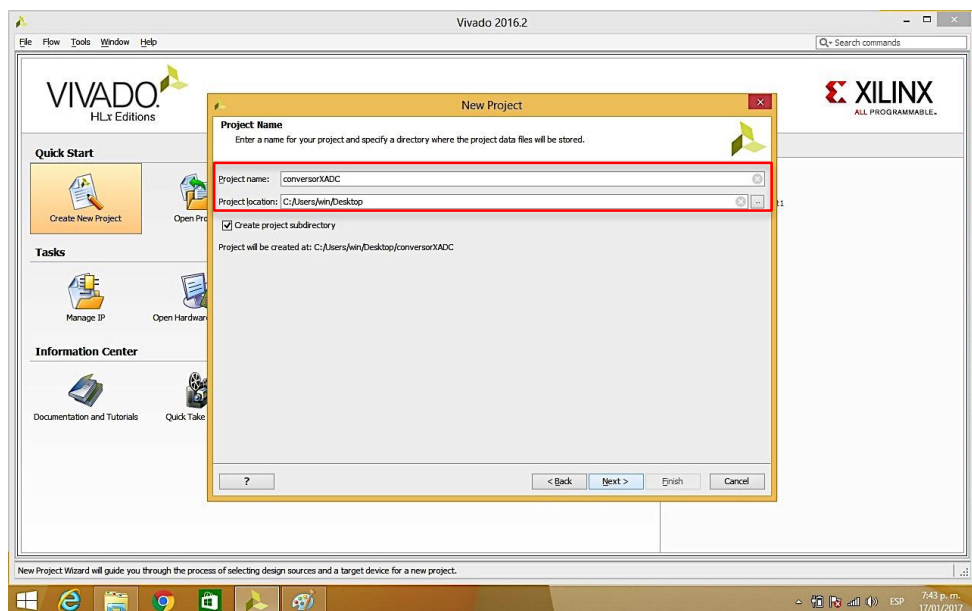 Vivado 2016.2
File Flow Tools Window Help
Search commands
VIVADO.
HLx Editions
XILINX
ALL PROGRAMMABLE.
New Project
Project Name
Enter a name for your project and specify a directory where the project data files will be stored.
Project name: conversorXADC
Project location: C:/Users/win/Desktop
Create project subdirectory
Project will be created at: C:/Users/win/Desktop/conversorXADC
Quick Start
Create New Project
Open Pro
Tasks
Manage IP
Open Hardwar
Information Center
Documentation and Tutorials
Quick Take
? < Back Next > Finish Cancel
New Project Wizard will guide you through the process of selecting design sources and a target device for a new project.
ESP
7:43 p. m.
17/01/2017